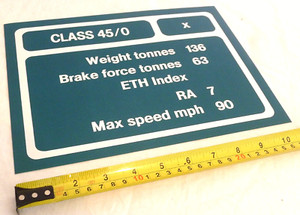 CLASS 45/0 x
Weight tonnes 136
Brake force tonnes 63
ETH Index
RA 7
Max speed mph 90